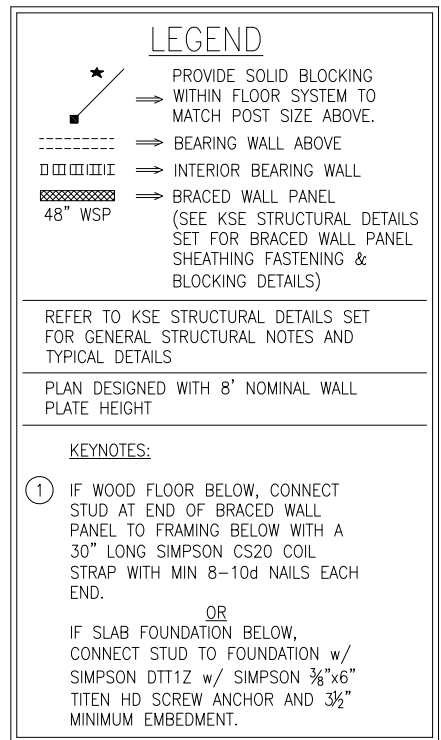 LEGEND
PROVIDE SOLID BLOCKING
WITHIN FLOOR SYSTEM TO
MATCH POST SIZE ABOVE.
BEARING WALL ABOVE
INTERIOR BEARING WALL
BRACED WALL PANEL
48" WSP
(SEE KSE STRUCTURAL DETAILS
SET FOR BRACED WALL PANEL
SHEATHING FASTENING &
BLOCKING DETAILS)
REFER TO KSE STRUCTURAL DETAILS SET
FOR GENERAL STRUCTURAL NOTES AND
TYPICAL DETAILS
PLAN DESIGNED WITH 8' NOMINAL WALL
PLATE HEIGHT
KEYNOTES:
1 IF WOOD FLOOR BELOW, CONNECT
STUD AT END OF BRACED WALL
PANEL TO FRAMING BELOW WITH A
30" LONG SIMPSON CS20 COIL
STRAP WITH MIN 8-10d NAILS EACH
END.
OR
IF SLAB FOUNDATION BELOW,
CONNECT STUD TO FOUNDATION w/
SIMPSON DTT1Z w/ SIMPSON ⅜"x6"
TITEN HD SCREW ANCHOR AND 3½"
MINIMUM EMBEDMENT.